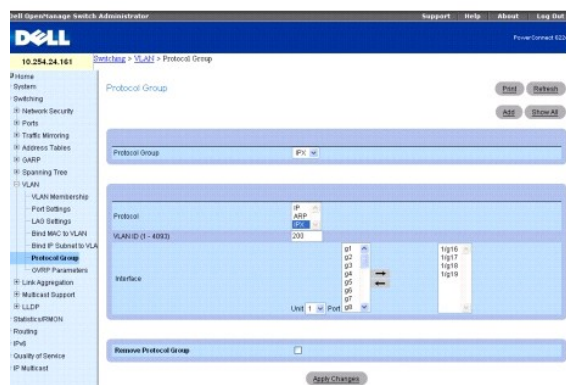 Dell OpenManage Switch Administrator
Support Help About Log Out
DELL
10.254.24.161
Switching > VLAN > Protocol Group
Home
System
Switching
Network Security
Ports
Traffic Mirroring
Address Tables
GARP
Spanning Tree
VLAN
VLAN Membership
Port Settings
LAG Settings
Bind MAC to VLAN
Bind IP Subnet to VLA
Protocol Group
GVRP Parameters
Link Aggregation
Multicast Support
LLDP
Statistics/RMON
Routing
IPv6
Quality of Service
IP Multicast
Protocol Group
Print Refresh
Add Show All
Protocol Group IPX
Protocol
IP
ARP
IPX
VLAN ID (1 - 4093) 200
Interface
Unit 1 Port
g1
g2
g3
g4
g5
g6
g7
g8
1/g16
1/g17
1/g18
1/g19
Remove Protocol Group
Apply Changes